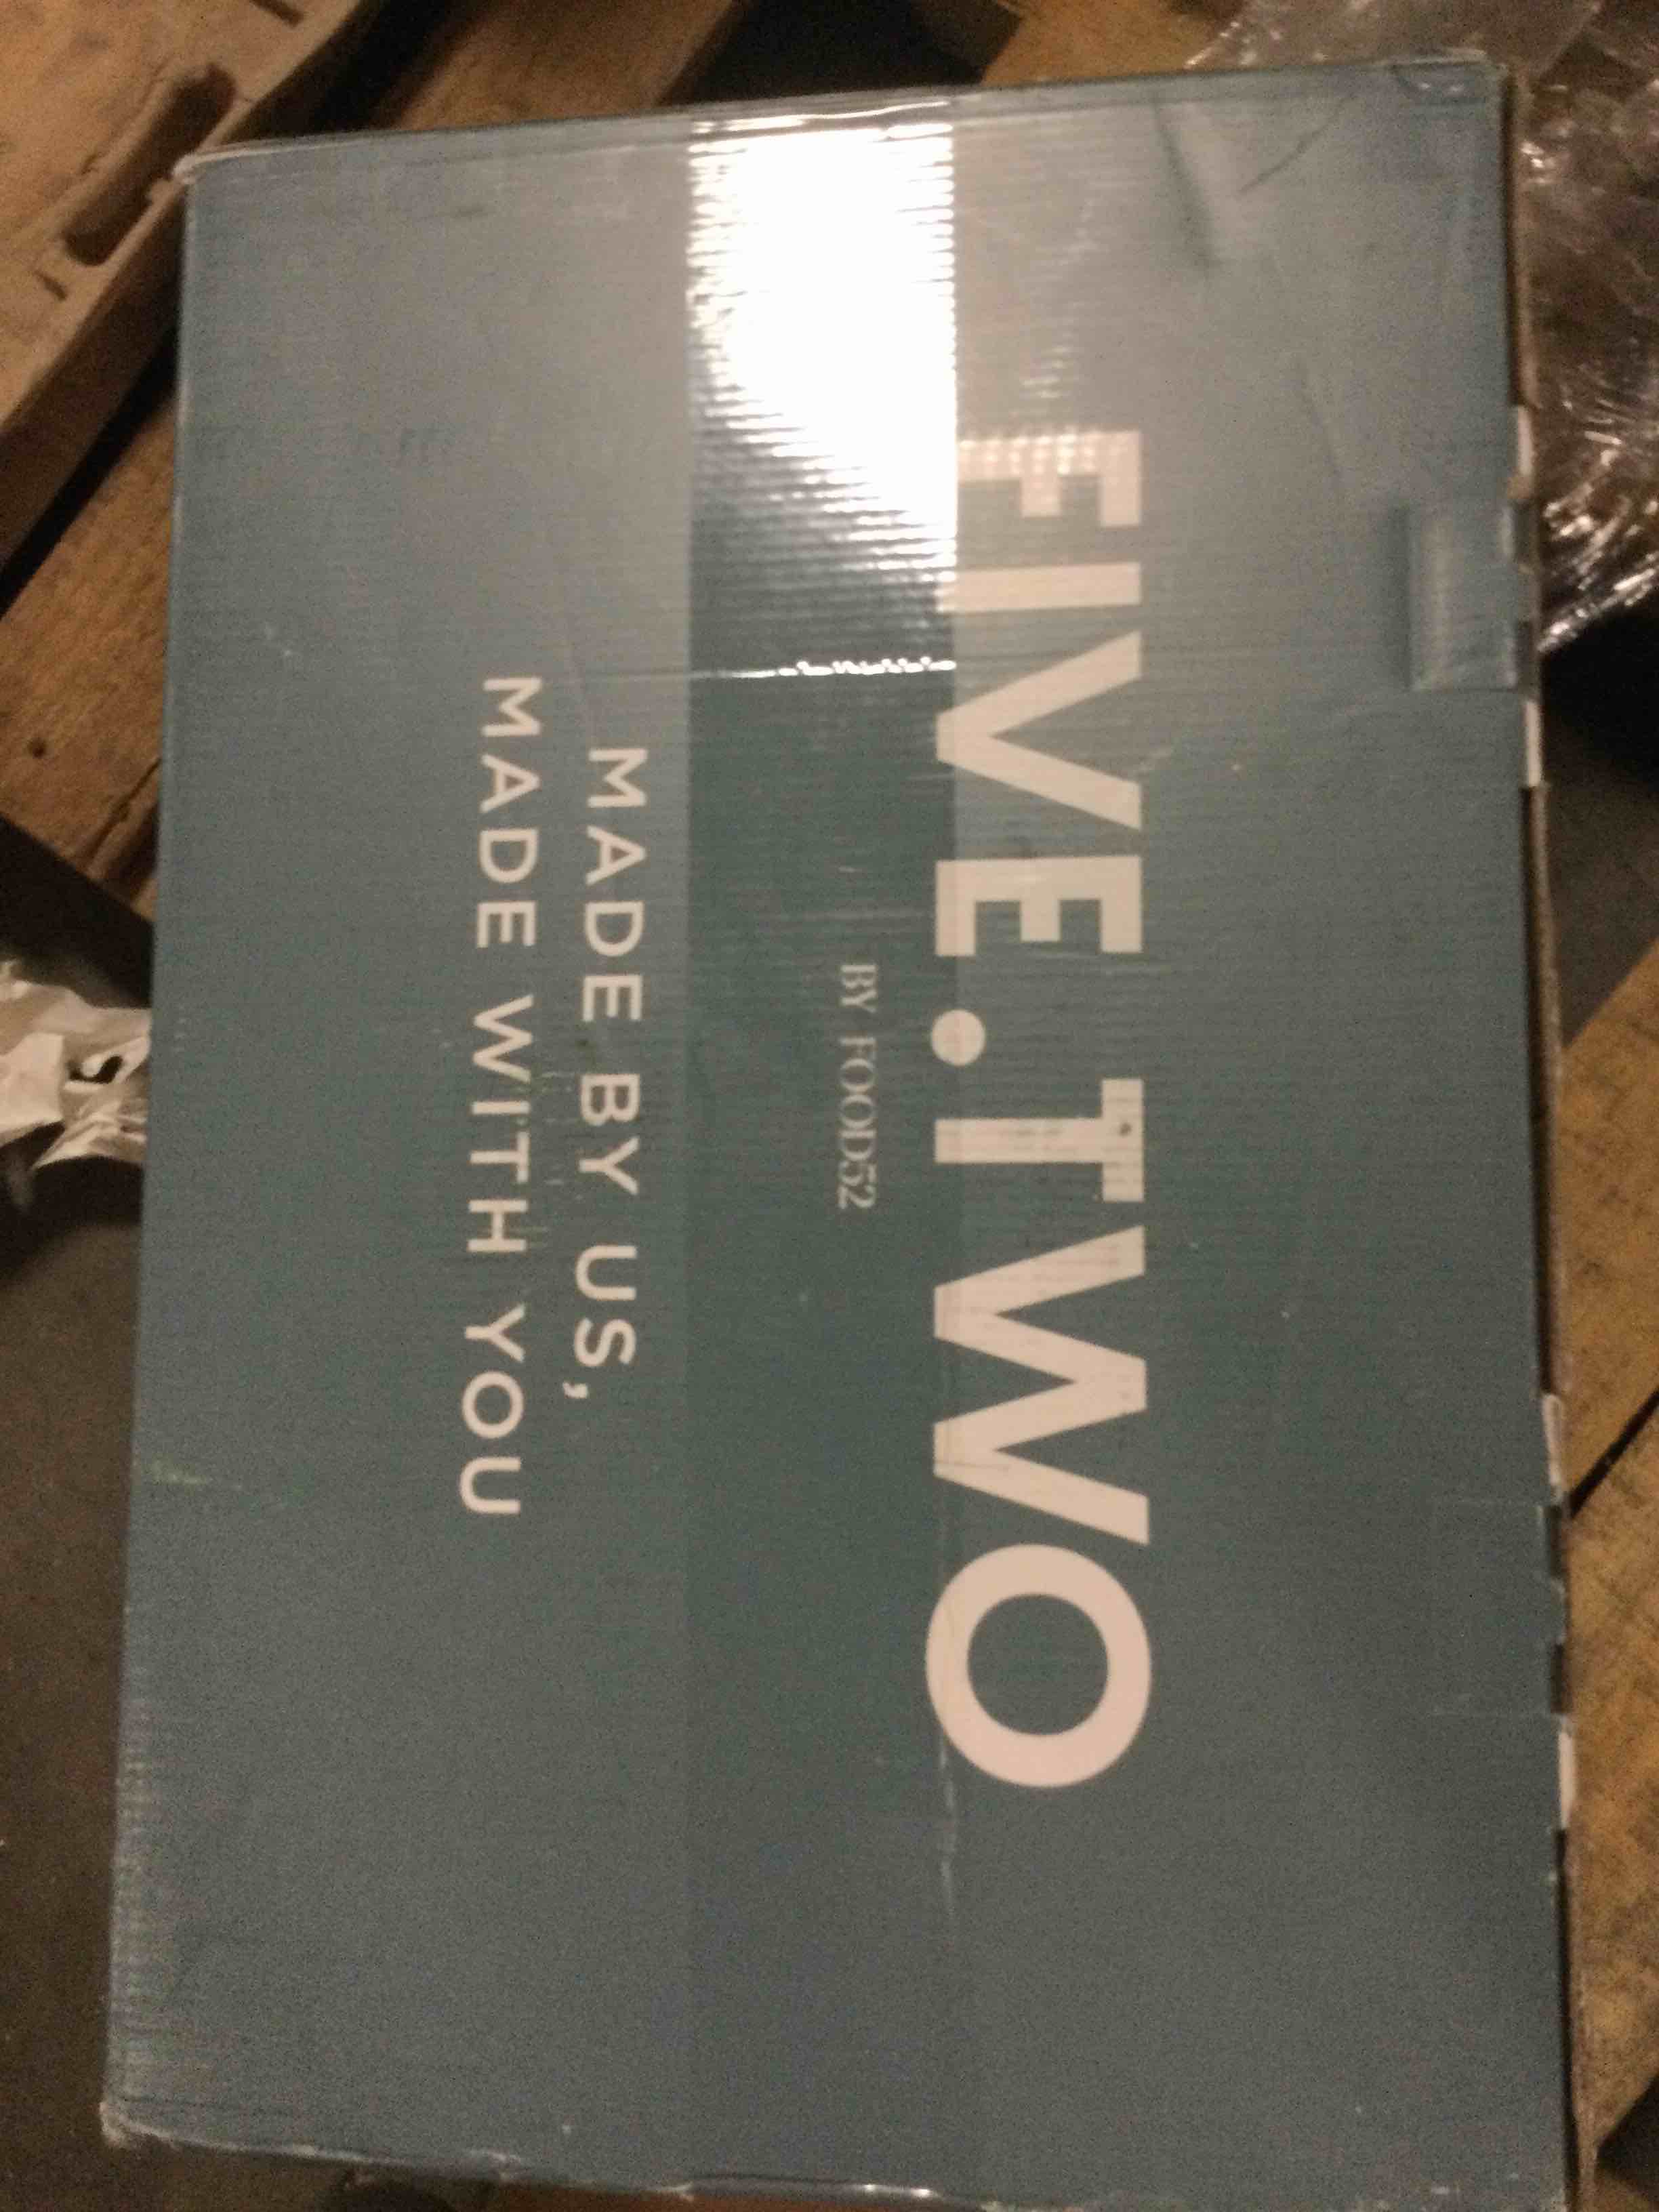 FIVE.TWO
BY FOOD52
MADE BY US,
MADE WITH YOU